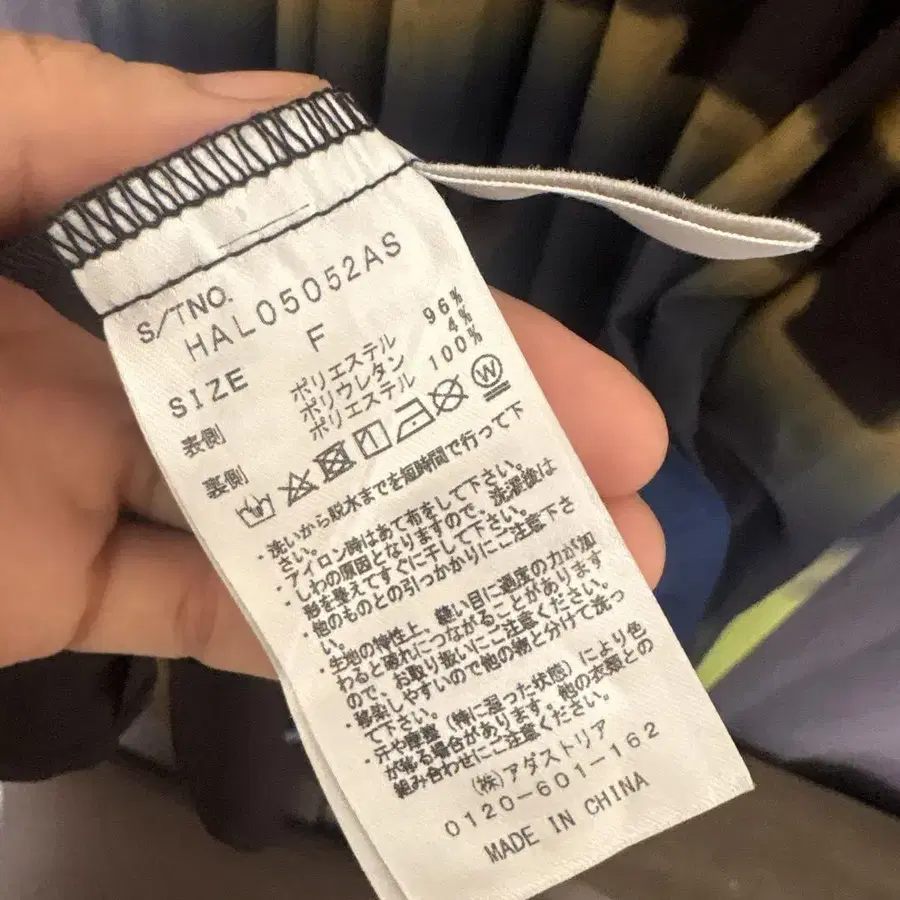 S/TNO.
HAL05052AS
SIZE F
表側 ポリエステル 96%
ポリウレタン 4%
裏側 ポリエステル 100%
W
・洗いから脱水までを短時間で行って下
さい。
・アイロン時はあて布をして下さい。
・しわの原因となりますので、洗濯後は
形を整えてすぐに干して下さい。
・他のものとの引っかかりにご注意下さ
い。
・生地の特性上、縫い目に過度の力が加
わると破れにつながることがあります
ので、お取り扱いにご注意ください。
・移染しやすいので他の物と分けて洗っ
て下さい。
・汗や摩擦（特に湿った状態）により色
が移る場合があります。他の衣類との
組み合わせにご注意ください。
(株)アダストリア
0120-601-162
MADE IN CHINA